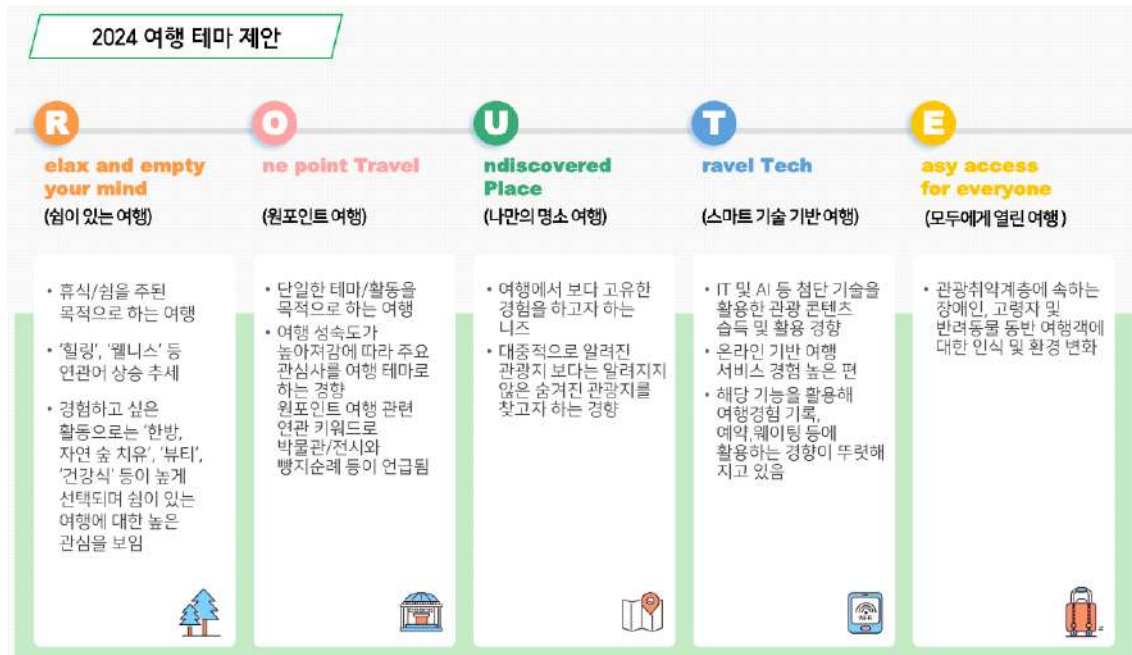 2024 여행 테마 제안
R
elax and empty
your mind
(쉼이 있는 여행)
• 휴식/쉼을 주된
목적으로 하는 여행
• '힐링', '웰니스' 등
연관어 상승 추세
• 경험하고 싶은
활동으로는 '한방,
자연 숲 치유', '뷰티',
'건강식' 등이 높게
선택되며 쉼이 있는
여행에 대한 높은
관심을 보임
O
ne point Travel
(원포인트 여행)
• 단일한 테마/활동을
목적으로 하는 여행
• 여행 성숙도가
높아져감에 따라 주요
관심사를 여행 테마로
하는 경향
원포인트 여행 관련
연관 키워드로
박물관/전시와
빵지순례 등이 언급됨
U
ndiscovered
Place
(나만의 명소 여행)
• 여행에서 보다 고유한
경험을 하고자 하는
니즈
• 대중적으로 알려진
관광지 보다는 알려지지
않은 숨겨진 관광지를
찾고자 하는 경향
T
ravel Tech
(스마트 기술 기반 여행)
• IT 및 AI 등 첨단 기술을
활용한 관광 콘텐츠
습득 및 활용 경향
• 온라인 기반 여행
서비스 경험 높은 편
• 해당 기능을 활용해
여행경험 기록,
예약,웨이팅 등에
활용하는 경향이 뚜렷해
지고 있음
Wi-Fi
E
asy access
for everyone
(모두에게 열린 여행 )
• 관광취약계층에 속하는
장애인, 고령자 및
반려동물 동반 여행객에
대한 인식 및 환경 변화